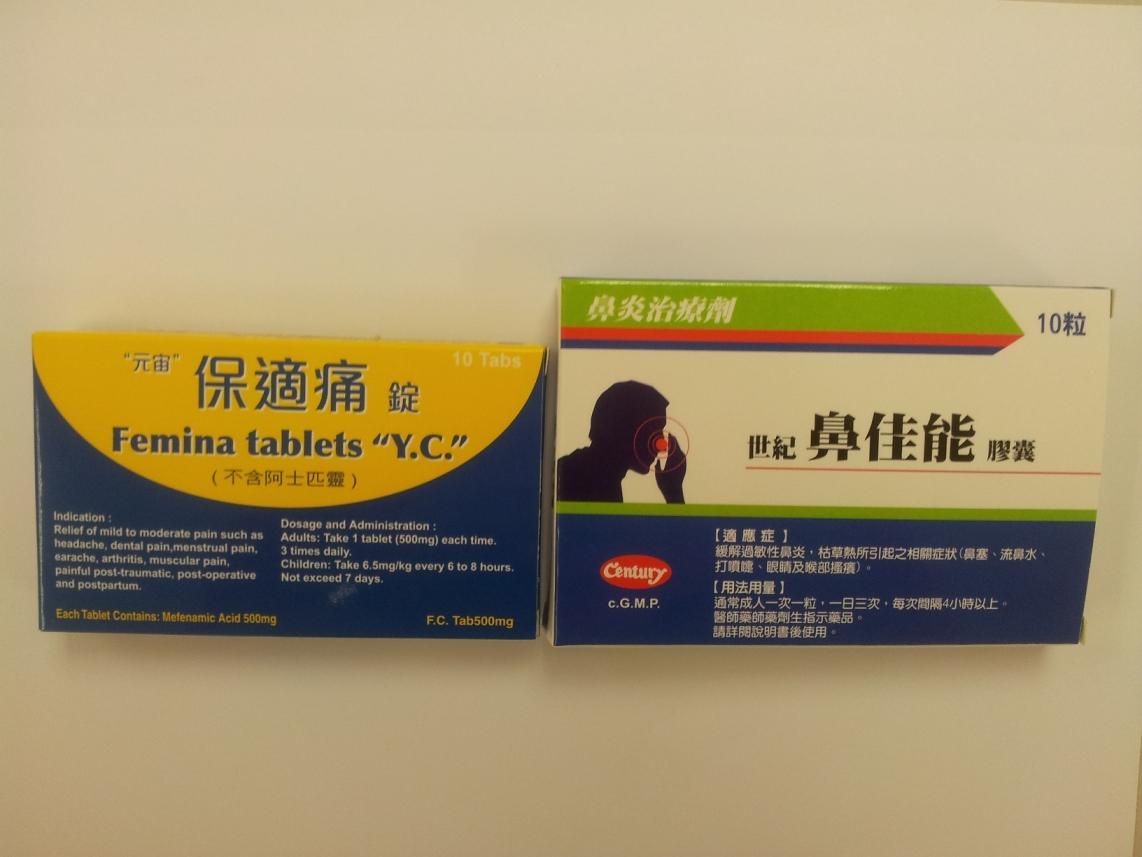 "元宙" 保適痛 錠
10 Tabs
Femina tablets "Y.C."
(不含阿士匹靈)
Indication :
Relief of mild to moderate pain such as
headache, dental pain,menstrual pain,
earache, arthritis, muscular pain,
painful post-traumatic, post-operative
and postpartum.
Dosage and Administration :
Adults: Take 1 tablet (500mg) each time.
3 times daily.
Children: Take 6.5mg/kg every 6 to 8 hours.
Not exceed 7 days.
Each Tablet Contains: Mefenamic Acid 500mg
F.C. Tab500mg
鼻炎治療劑
10粒
世紀 鼻佳能 膠囊
Century
c.G.M.P.
【適應症】
緩解過敏性鼻炎，枯草熱所引起之相關症狀(鼻塞、流鼻水、
打噴嚏、眼睛及喉部搔癢)。
【用法用量】
通常成人一次一粒，一日三次，每次間隔4小時以上。
醫師藥師藥劑生指示藥品。
請詳閱說明書後使用。